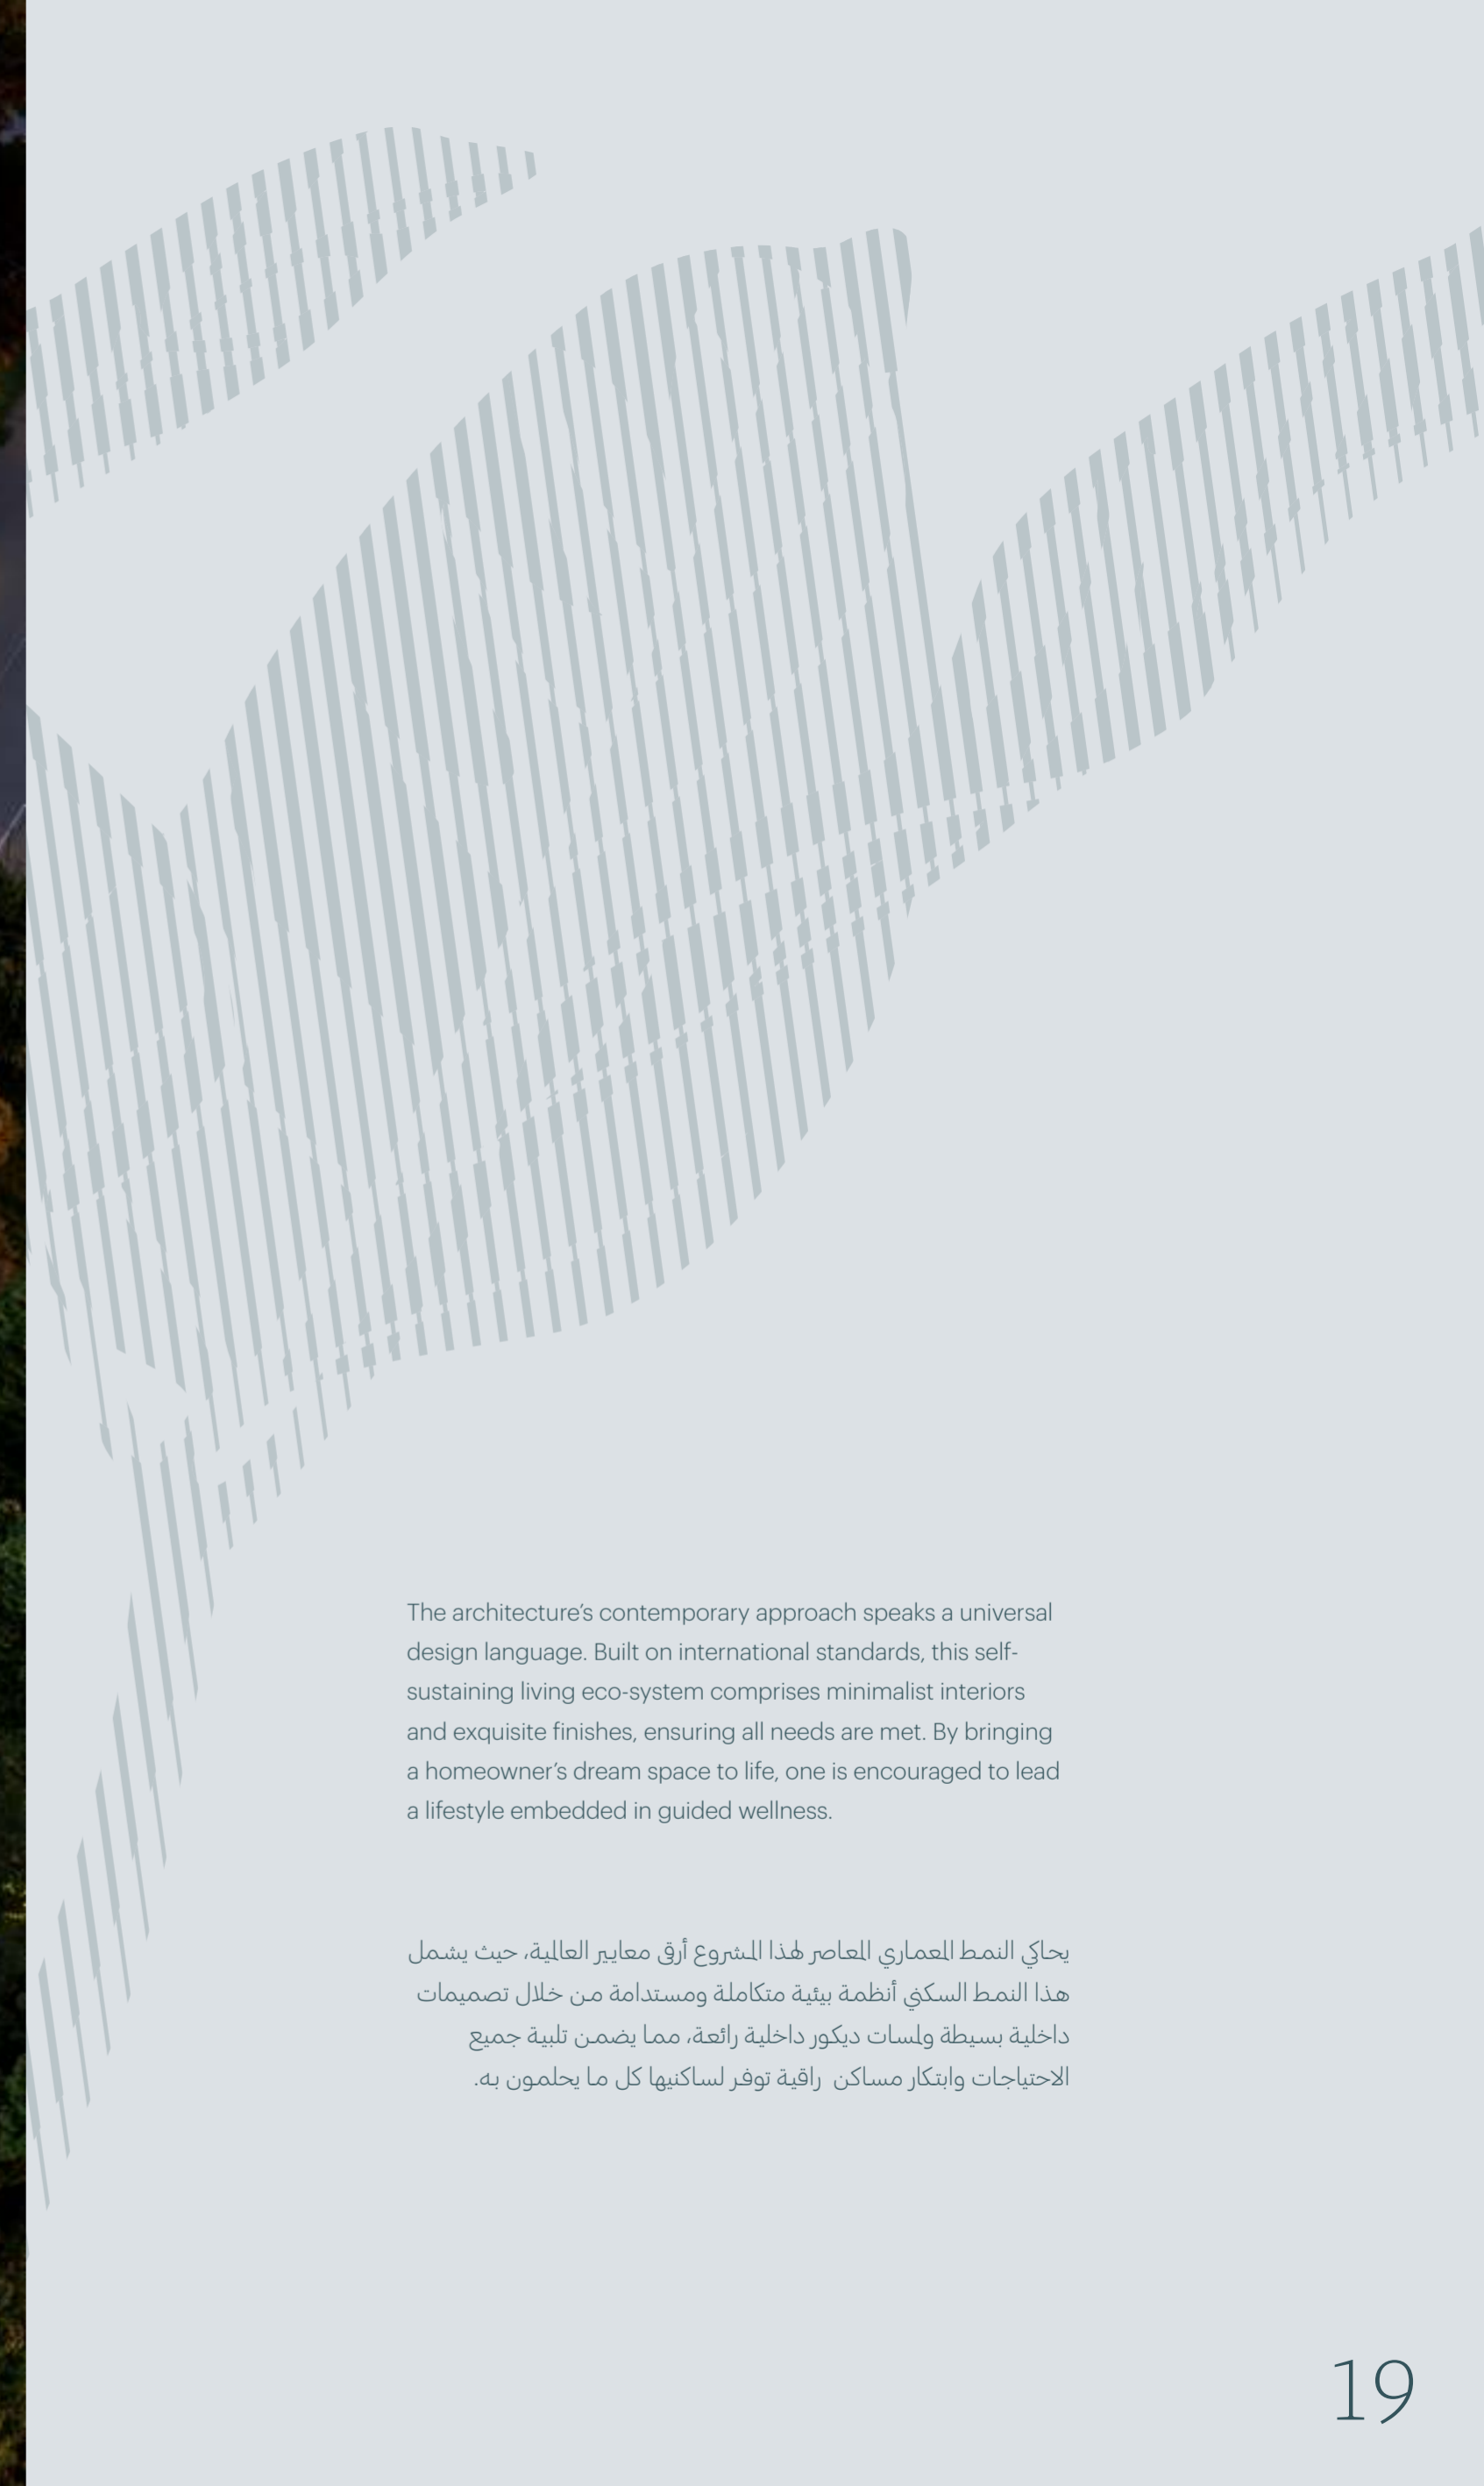 The architecture’s contemporary approach speaks a universal
design language. Built on international standards, this self-
sustaining living eco-system comprises minimalist interiors
and exquisite finishes, ensuring all needs are met. By bringing
a homeowner’s dream space to life, one is encouraged to lead
a lifestyle embedded in guided wellness.
يحاكي النمط المعماري المعاصر لهذا المشروع أرقى معايير العالمية، حيث يشمل
هذا النمط السكني أنظمة بيئية متكاملة ومستدامة من خلال تصميمات
داخلية بسيطة ولمسات ديكور داخلية رائعة، مما يضمن تلبية جميع
الاحتياجات وابتكار مساكن راقية توفر لساكنيها كل ما يحلمون به.
19